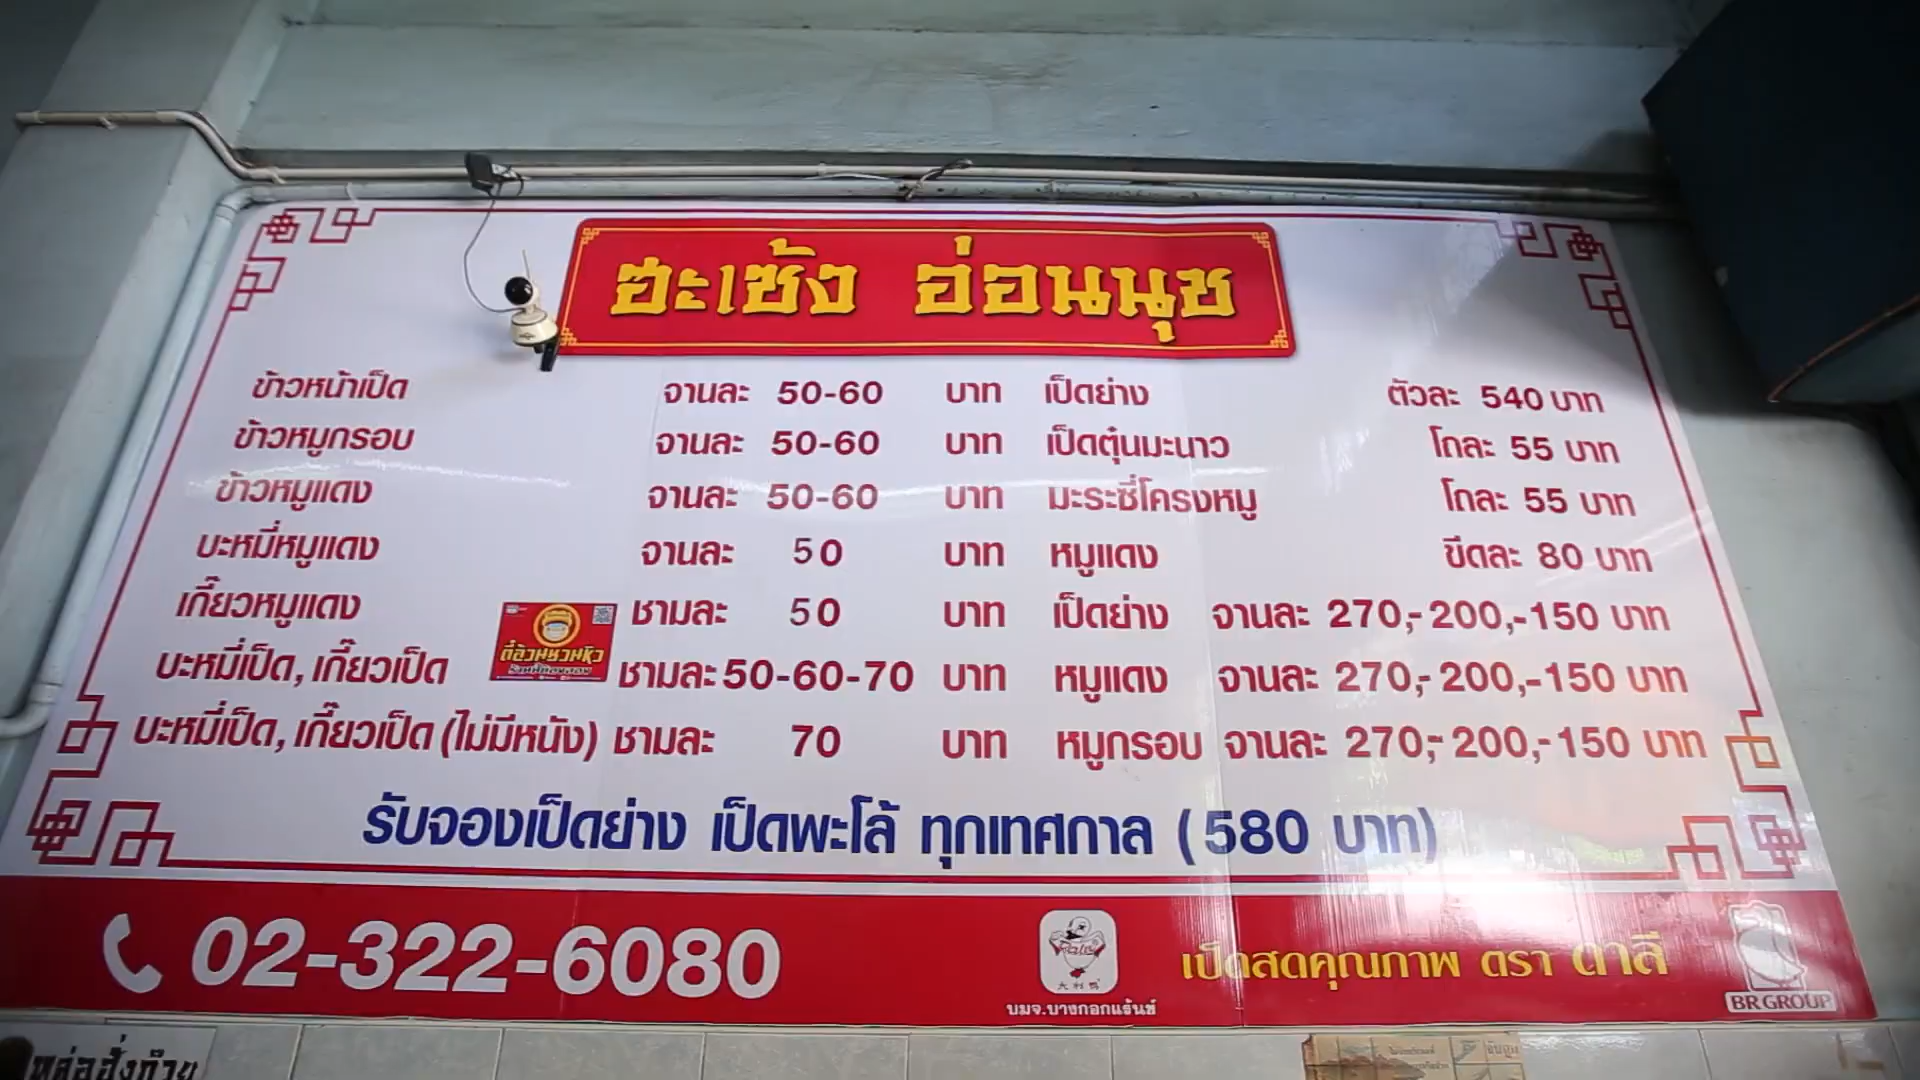 ฮะเซ้ง อ่อนนุช
ข้าวหน้าเป็ด จานละ 50-60 บาท เป็ดย่าง ตัวละ 540 บาท
ข้าวหมูกรอบ จานละ 50-60 บาท เป็ดตุ๋นมะนาว โถละ 55 บาท
ข้าวหมูแดง จานละ 50-60 บาท มะระซี่โครงหมู โถละ 55 บาท
บะหมี่หมูแดง จานละ 50 บาท หมูแดง ขีดละ 80 บาท
เกี๊ยวหมูแดง ชามละ 50 บาท เป็ดย่าง จานละ 270,-200,-150 บาท
ตี๋อ้วนชวนหิว
บะหมี่เป็ด, เกี๊ยวเป็ด ชามละ 50-60-70 บาท หมูแดง จานละ 270,-200,-150 บาท
บะหมี่เป็ด, เกี๊ยวเป็ด (ไม่มีหนัง) ชามละ 70 บาท หมูกรอบ จานละ 270,-200,-150 บาท
รับจองเป็ดย่าง เป็ดพะโล้ ทุกเทศกาล (580 บาท)
02-322-6080
บมจ.บางกอกแร้นช์
เป็ดสดคุณภาพ ตรา ดาลี
BR GROUP